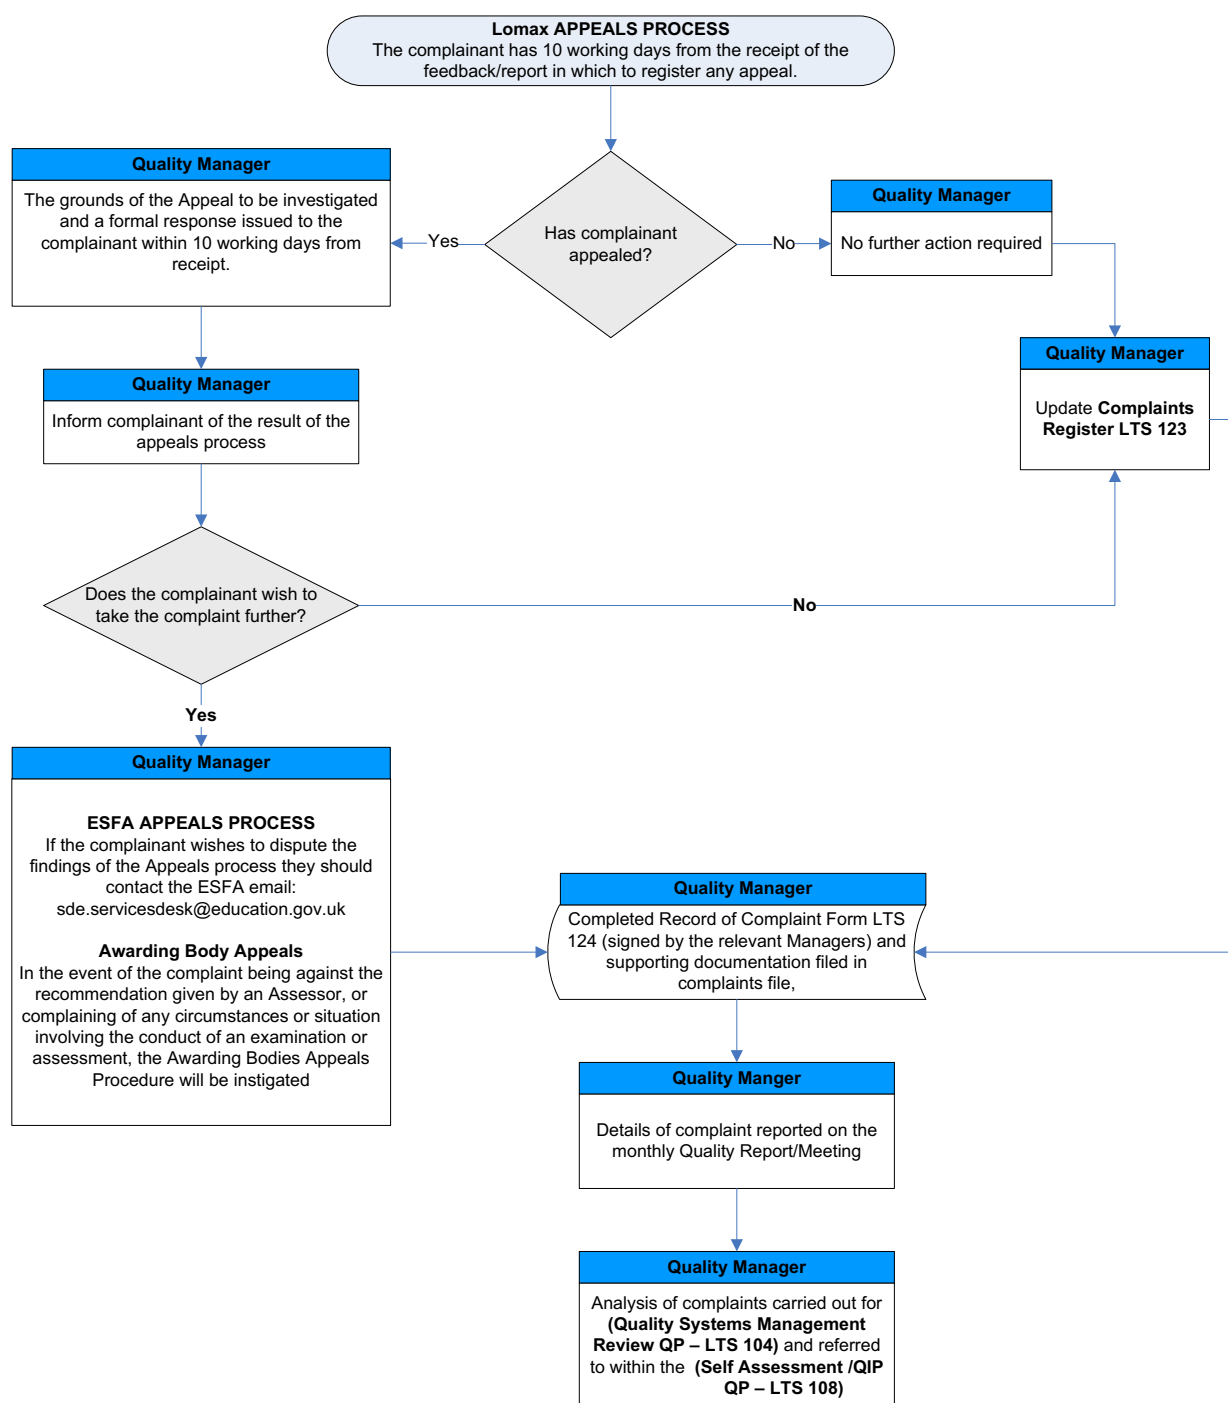 Lomax APPEALS PROCESS
The complainant has 10 working days from the receipt of the
feedback/report in which to register any appeal.
Quality Manager
The grounds of the Appeal to be investigated
and a formal response issued to the
complainant within 10 working days from
receipt.
Yes
Has complainant
appealed?
No
Quality Manager
No further action required
Quality Manager
Update Complaints
Register LTS 123
Quality Manager
Inform complainant of the result of the
appeals process
Does the complainant wish to
take the complaint further?
No
Yes
Quality Manager
ESFA APPEALS PROCESS
If the complainant wishes to dispute the
findings of the Appeals process they should
contact the ESFA email:
sde.servicesdesk@education.gov.uk
Awarding Body Appeals
In the event of the complaint being against the
recommendation given by an Assessor, or
complaining of any circumstances or situation
involving the conduct of an examination or
assessment, the Awarding Bodies Appeals
Procedure will be instigated
Quality Manager
Completed Record of Complaint Form LTS
124 (signed by the relevant Managers) and
supporting documentation filed in
complaints file,
Quality Manger
Details of complaint reported on the
monthly Quality Report/Meeting
Quality Manager
Analysis of complaints carried out for
(Quality Systems Management
Review QP – LTS 104) and referred
to within the (Self Assessment /QIP
QP – LTS 108)